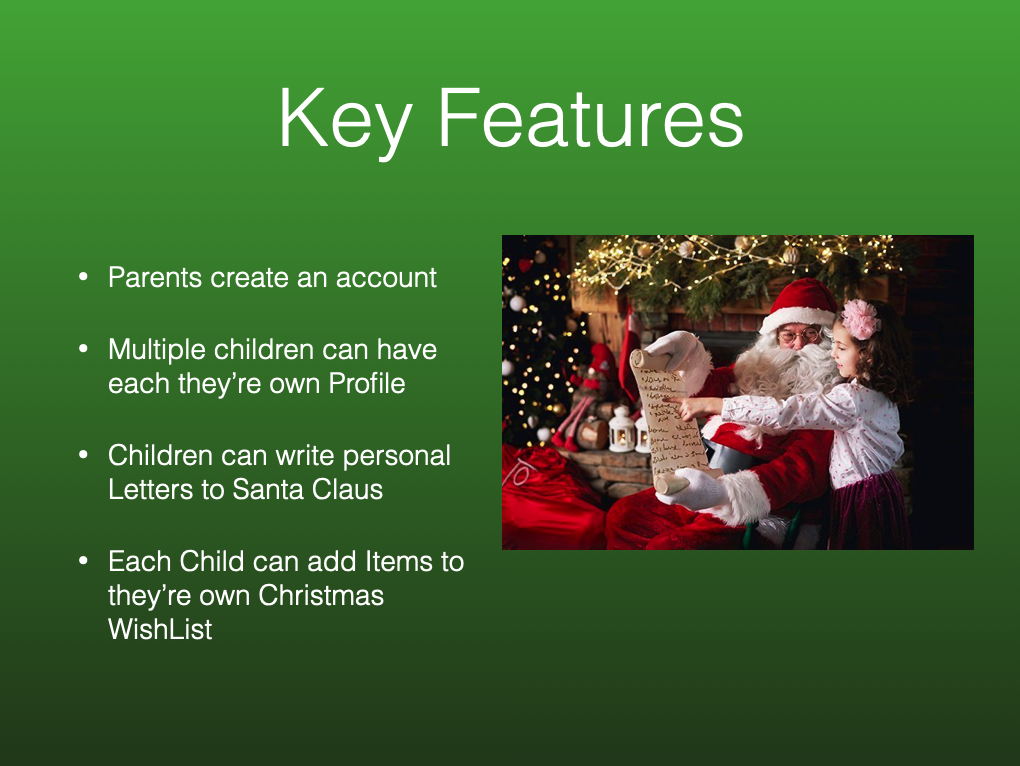 Key Features
• Parents create an account
• Multiple children can have
each they’re own Profile
• Children can write personal
Letters to Santa Claus
• Each Child can add Items to
they’re own Christmas
WishList